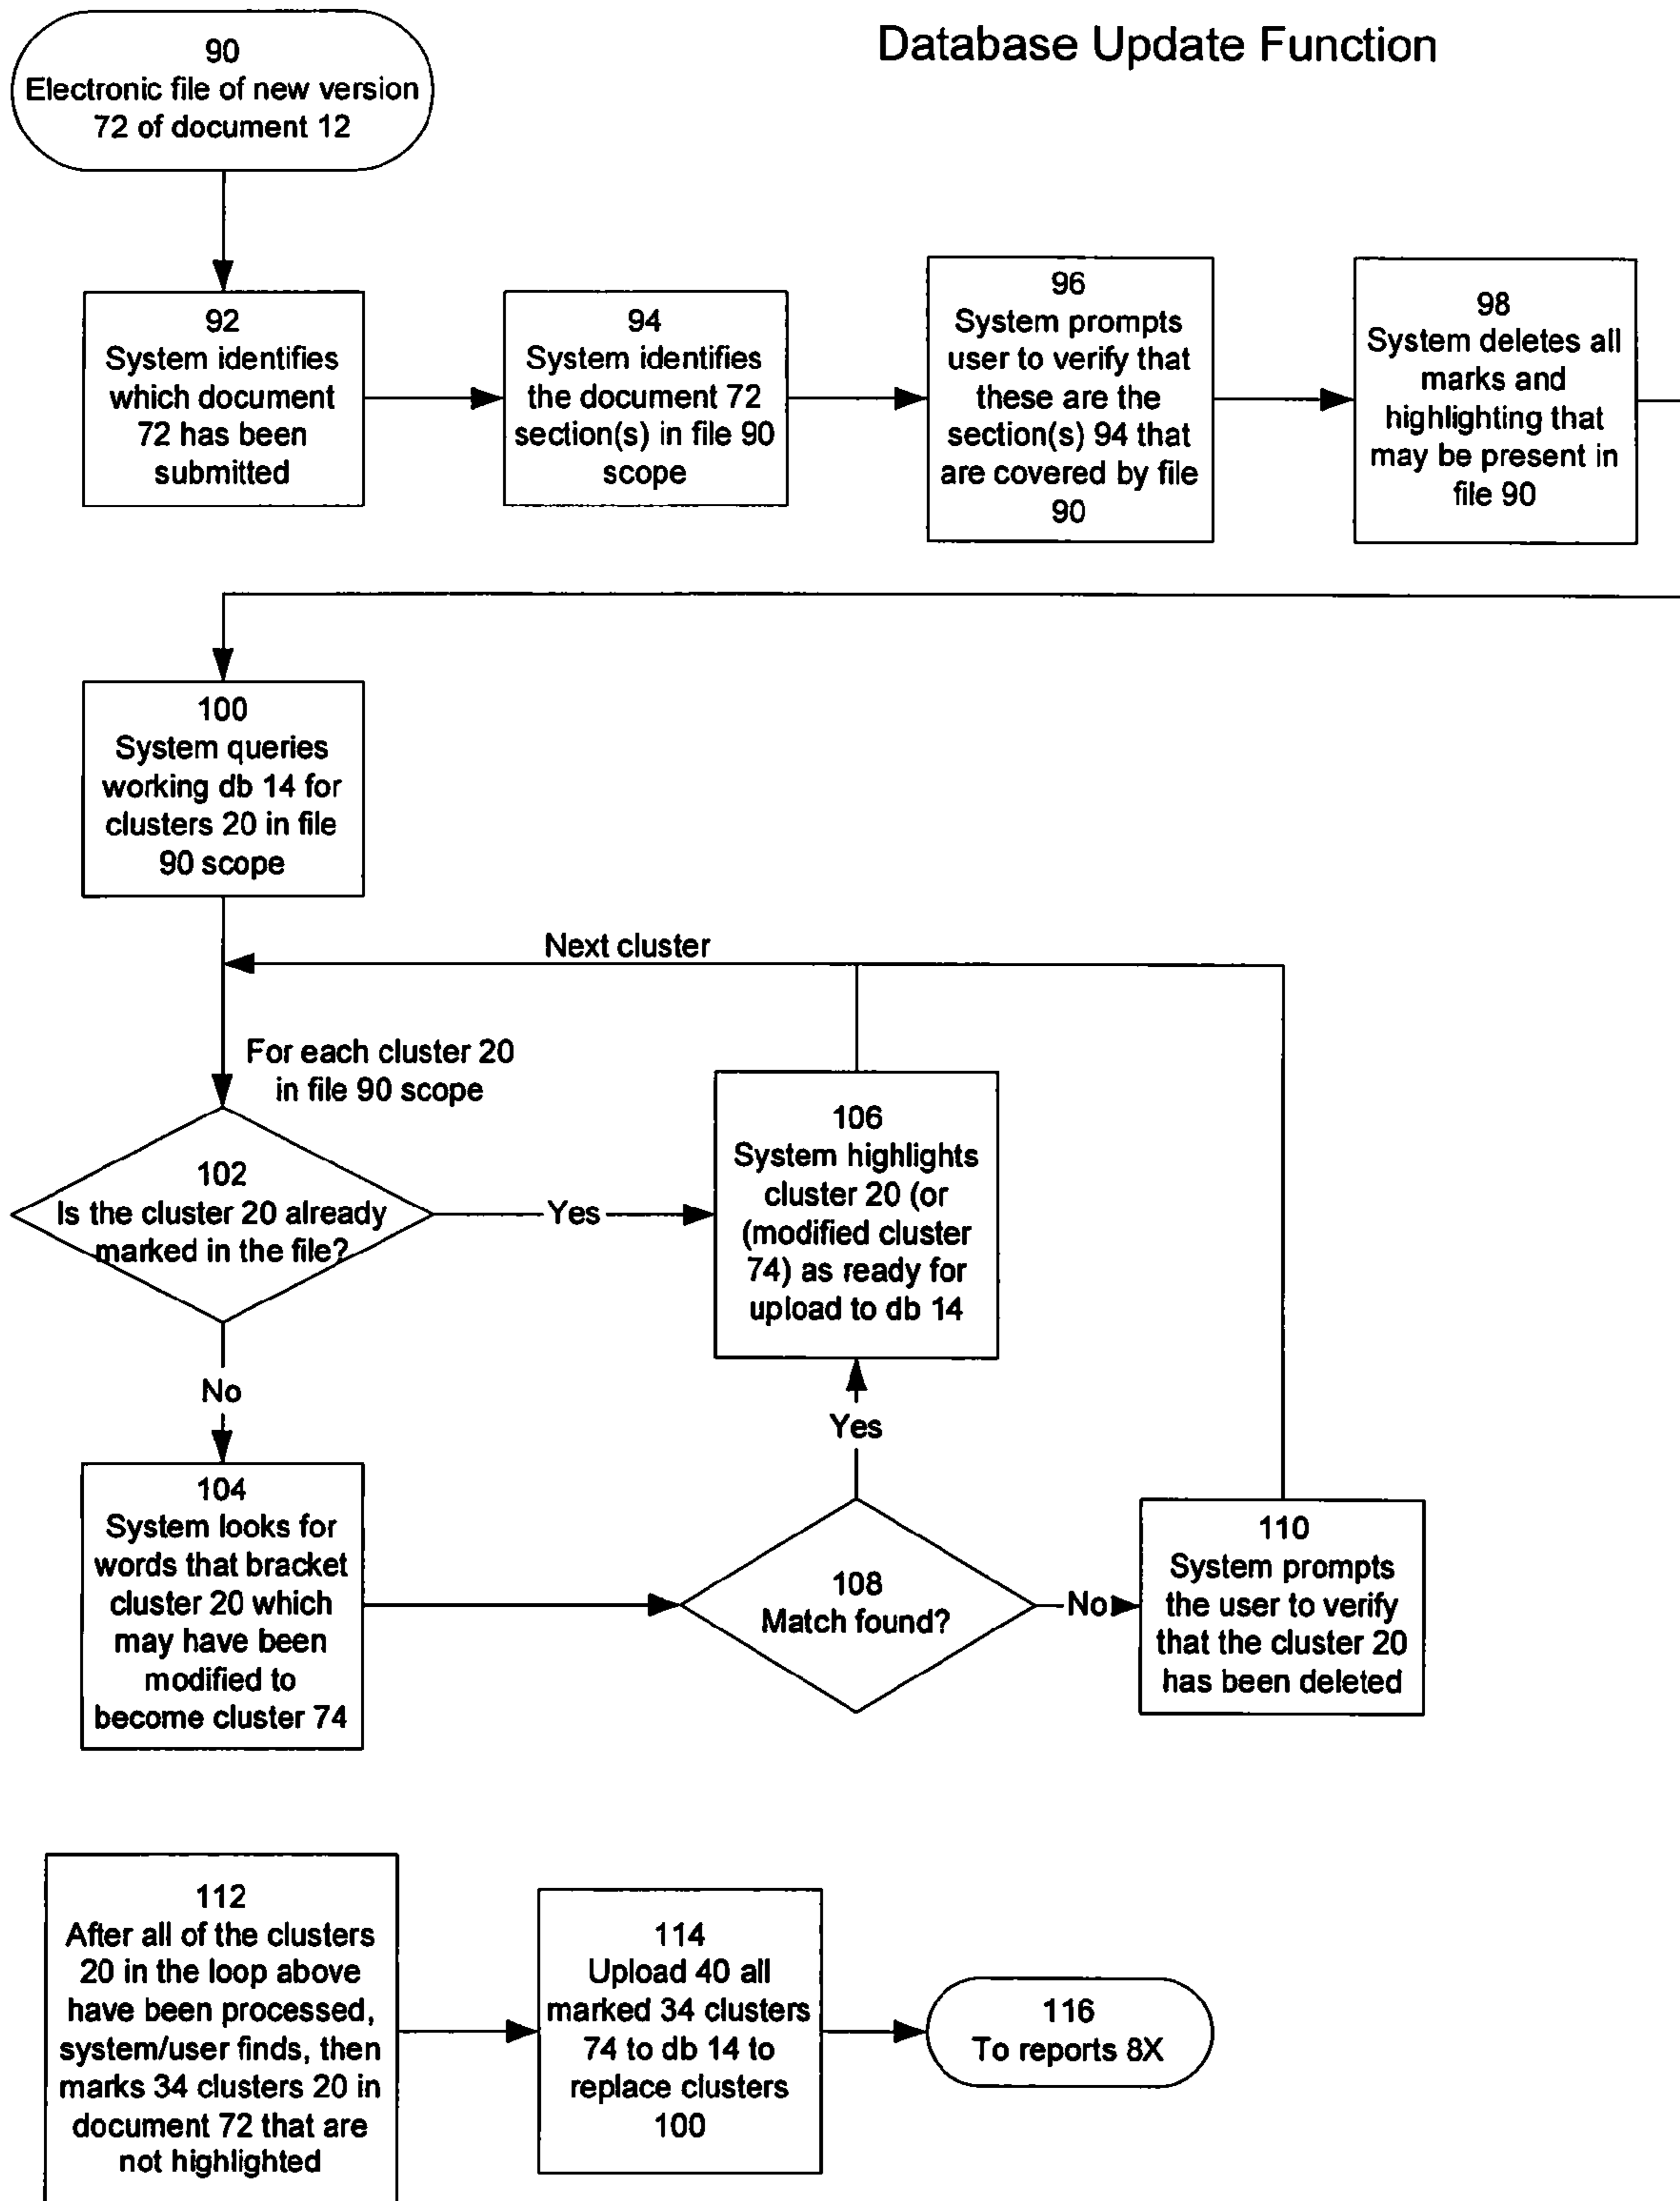 Database Update Function
90
Electronic file of new version
72 of document 12
92
System identifies
which document
72 has been
submitted
94
System identifies
the document 72
section(s) in file 90
scope
96
System prompts
user to verify that
these are the
section(s) 94 that
are covered by file
90
98
System deletes all
marks and
highlighting that
may be present in
file 90
100
System queries
working db 14 for
clusters 20 in file
90 scope
Next cluster
For each cluster 20
in file 90 scope
102
Is the cluster 20 already
marked in the file?
Yes
106
System highlights
cluster 20 (or
(modified cluster
74) as ready for
upload to db 14
No
Yes
104
System looks for
words that bracket
cluster 20 which
may have been
modified to
become cluster 74
108
Match found?
No
110
System prompts
the user to verify
that the cluster 20
has been deleted
112
After all of the clusters
20 in the loop above
have been processed,
system/user finds, then
marks 34 clusters 20 in
document 72 that are
not highlighted
114
Upload 40 all
marked 34 clusters
74 to db 14 to
replace clusters
100
116
To reports 8X